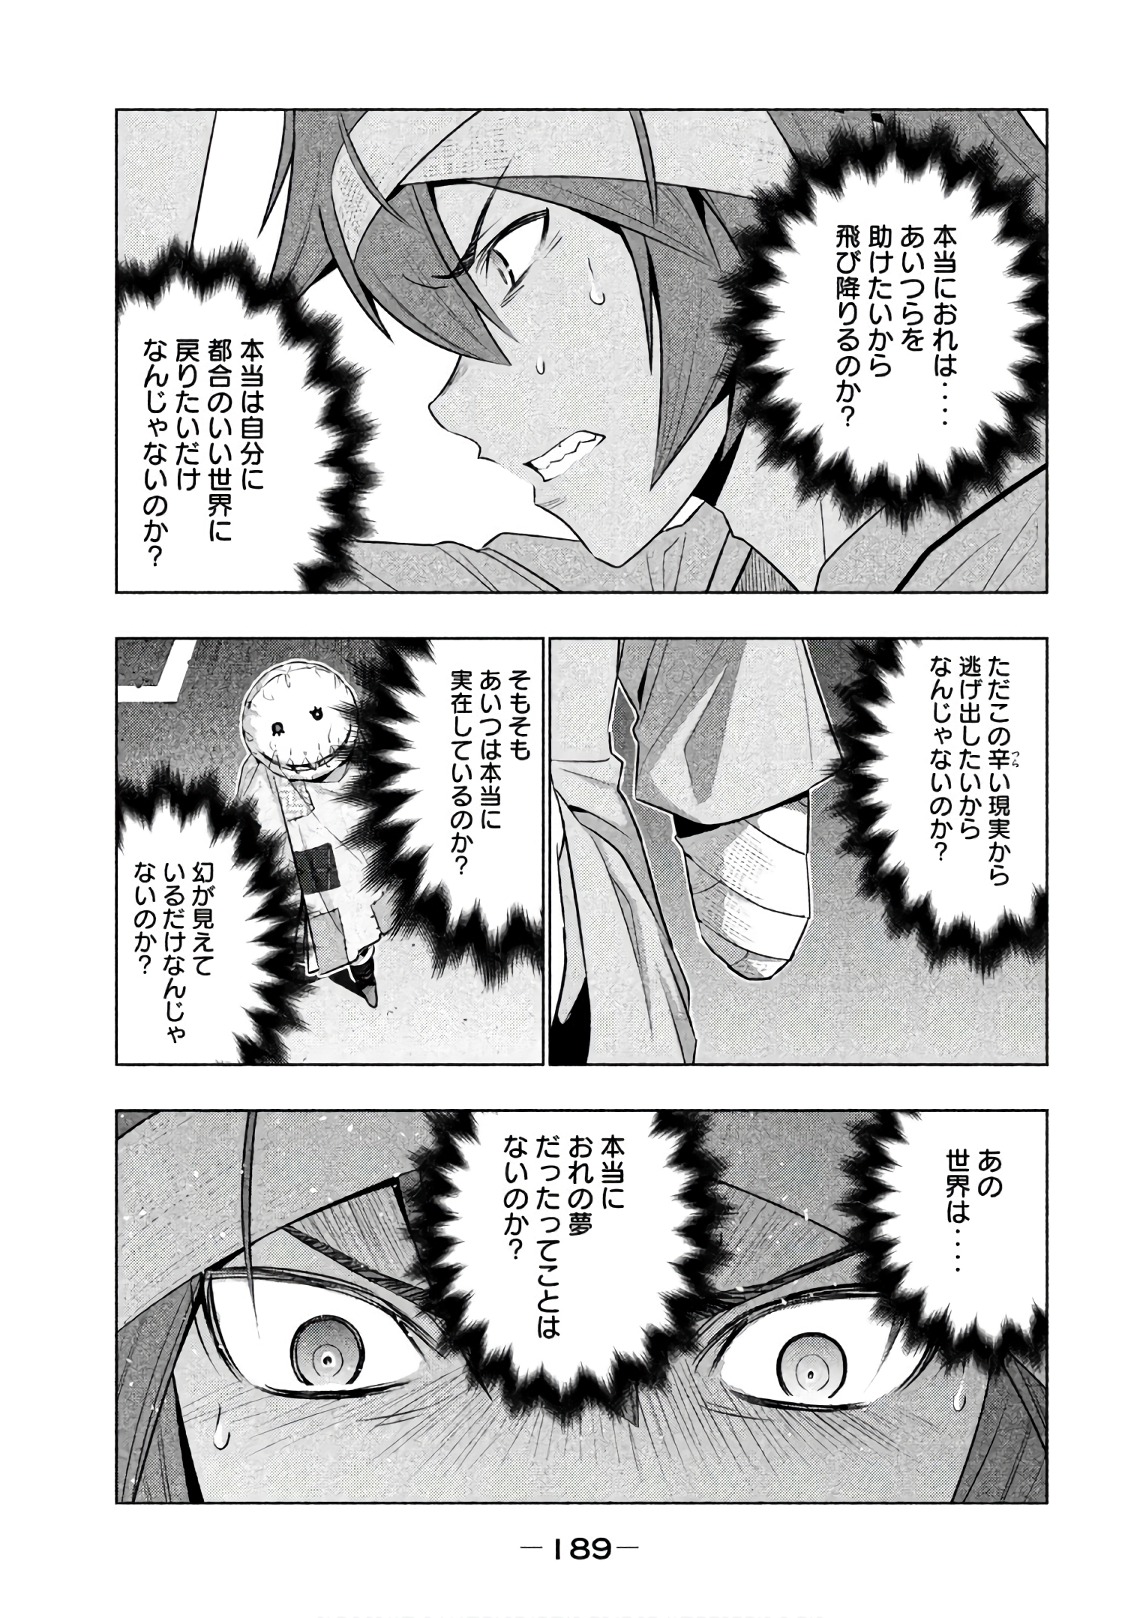 本当におれは‥‥
あいつらを
助けたいから
飛び降りるのか？
本当は自分に
都合のいい世界に
戻りたいだけ
なんじゃないのか？
ただこの辛い現実から
つら
逃げ出したいから
なんじゃないのか？
そもそも
あいつは本当に
実在しているのか？
幻が見えて
いるだけなんじゃ
ないのか？
あの
世界は‥‥
本当に
おれの夢
だったってことは
ないのか？
－189－